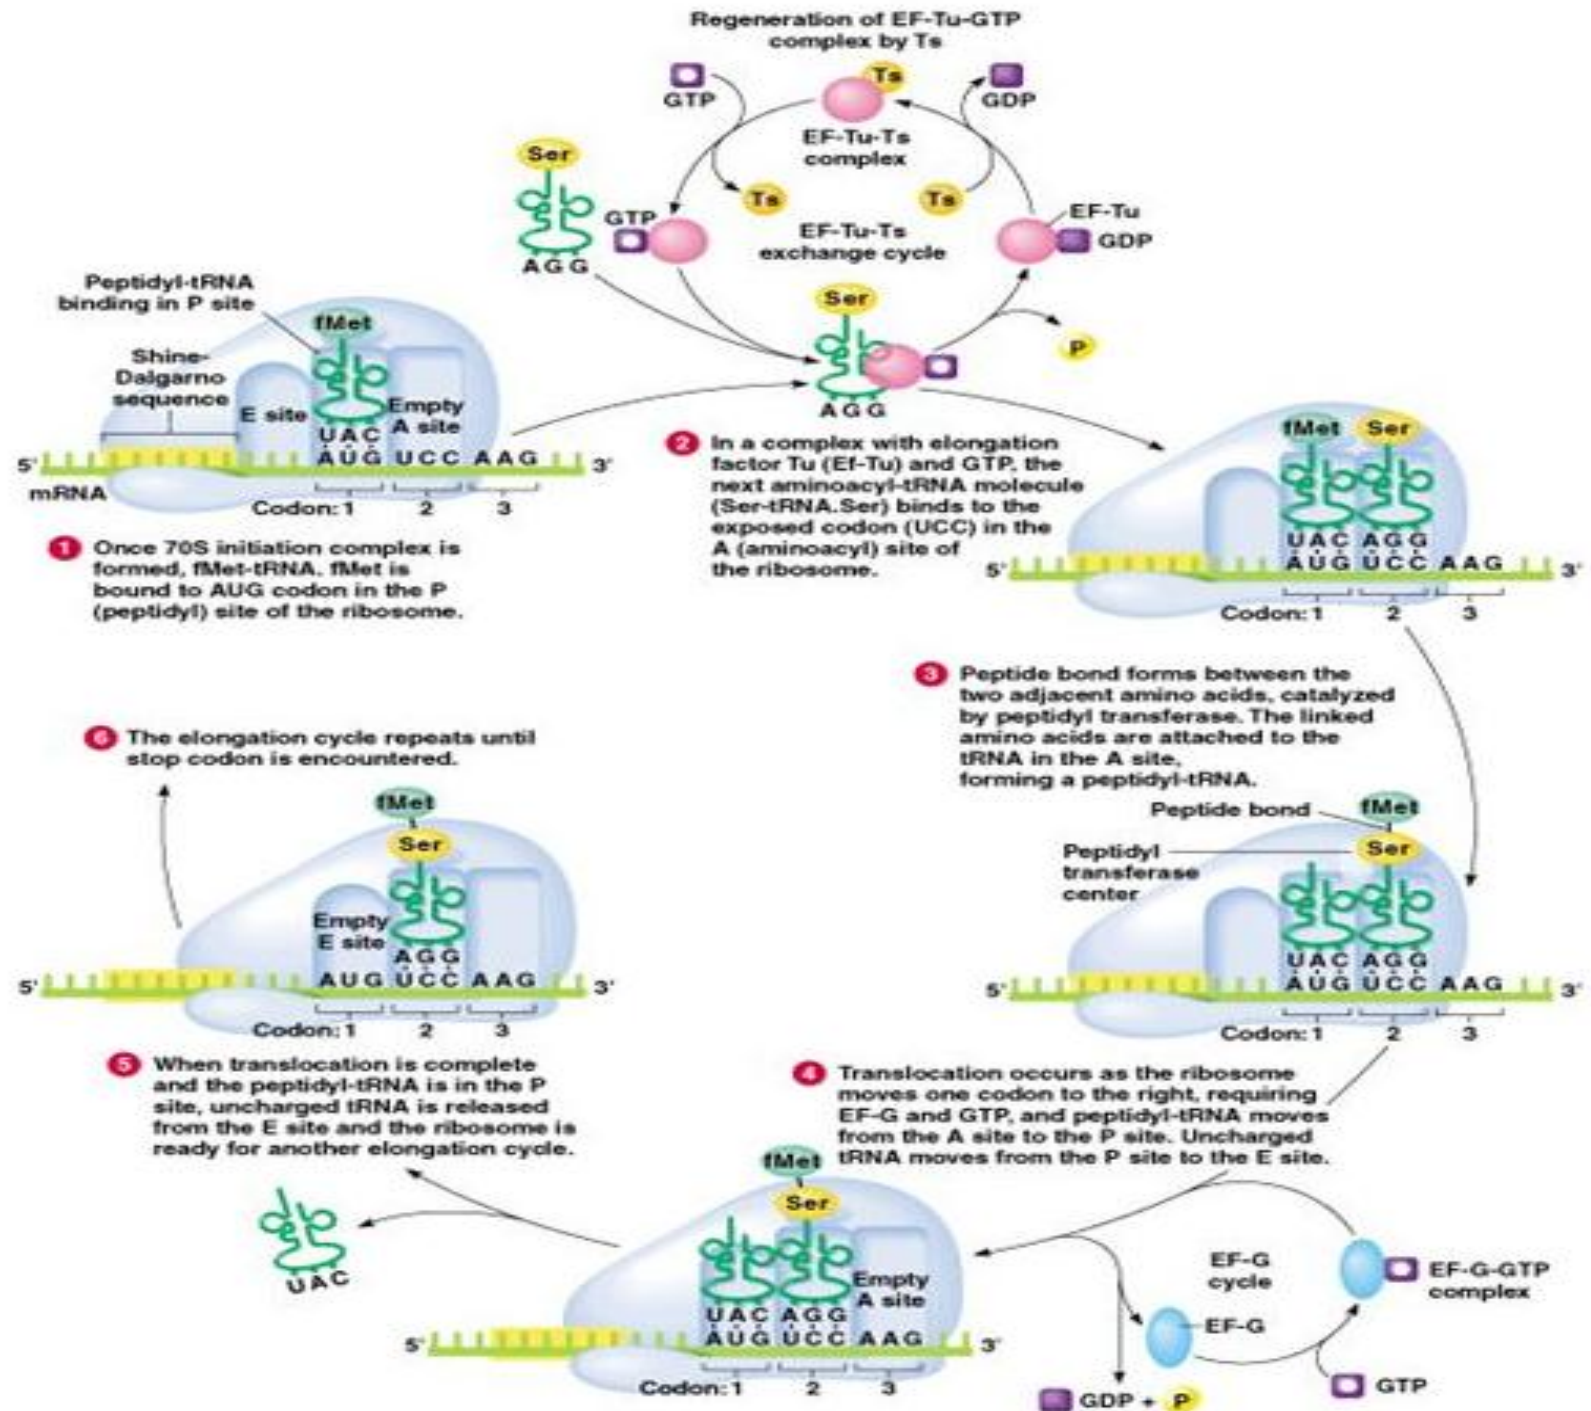 Regeneration of EF-Tu-GTP
complex by Ts
Ts
GTP
GDP
EF-Tu-Ts
complex
Ser
Ts
Ts
GTP
EF-Tu
GDP
EF-Tu-Ts
exchange cycle
AGG
Peptidyl-tRNA
binding in P site
fMet
Ser
P
Shine-
Dalgarno
sequence
E site
Empty
A site
UAC
AUG UCC AAG
5'
3'
mRNA
Codon: 1 2 3
AGG
1 Once 70S initiation complex is
formed, fMet-tRNA. fMet is
bound to AUG codon in the P
(peptidyl) site of the ribosome.
2 In a complex with elongation
factor Tu (Ef-Tu) and GTP, the
next aminoacyl-tRNA molecule
(Ser-tRNA.Ser) binds to the
exposed codon (UCC) in the
A (aminoacyl) site of
the ribosome.
fMet Ser
UAC AGG
5' AUG UCC AAG 3'
Codon: 1 2 3
3 Peptide bond forms between the
two adjacent amino acids, catalyzed
by peptidyl transferase. The linked
amino acids are attached to the
tRNA in the A site,
forming a peptidyl-tRNA.
Peptide bond
fMet
Ser
Peptidyl
transferase
center
UAC AGG
5' AUG UCC AAG 3'
Codon: 1 2 3
6 The elongation cycle repeats until
stop codon is encountered.
fMet
Ser
Empty
E site
AGG
5' AUG UCC AAG 3'
Codon: 1 2 3
5 When translocation is complete
and the peptidyl-tRNA is in the P
site, uncharged tRNA is released
from the E site and the ribosome is
ready for another elongation cycle.
4 Translocation occurs as the ribosome
moves one codon to the right, requiring
EF-G and GTP, and peptidyl-tRNA moves
from the A site to the P site. Uncharged
tRNA moves from the P site to the E site.
UAC
fMet
Ser
Empty
A site
UAC AGG
5' AUG UCC AAG 3'
Codon: 1 2 3
EF-G
cycle
EF-G-GTP
complex
EF-G
GTP
GDP + P